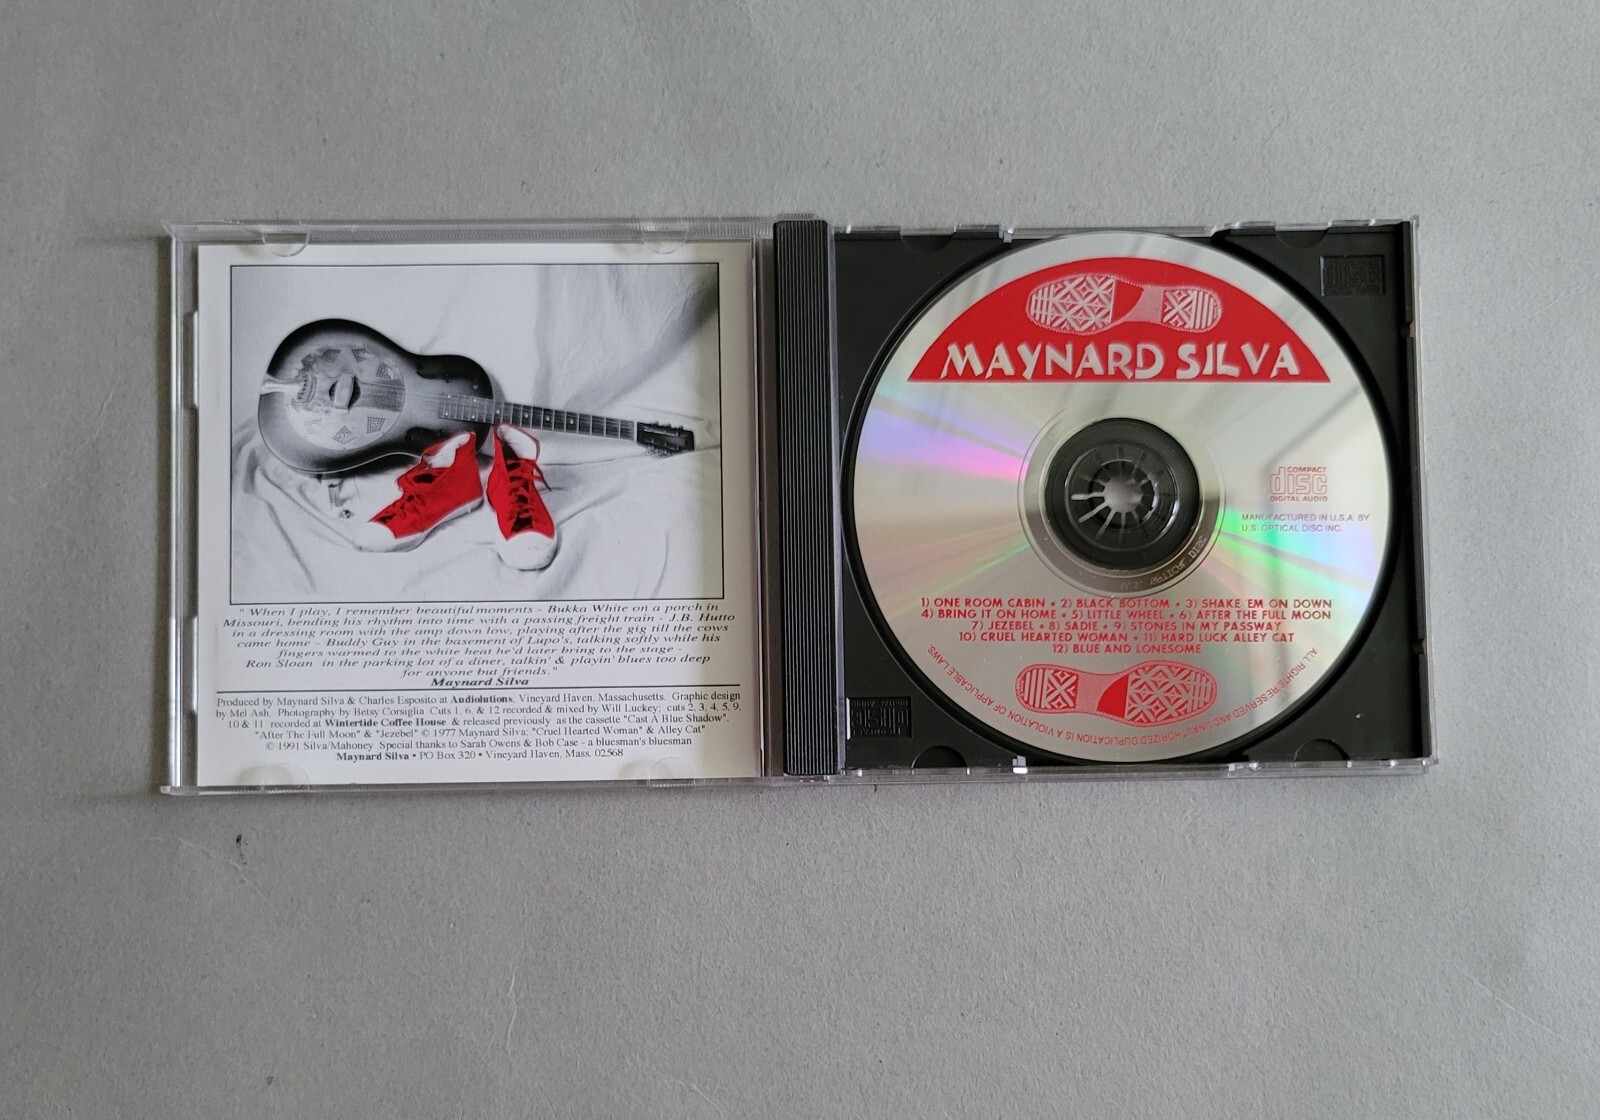 " When I play, I remember beautiful moments - Bukka White on a porch in
Missouri, bending his rhythm into time with a passing freight train - J.B. Hutto
in a dressing room with the amp down low, playing after the gig till the cows
came home - Buddy Guy in the basement of Lupo's, talking softly while his
fingers warmed to the white heat he'd later bring to the stage -
Ron Sloan in the parking lot of a diner, talkin' & playin' blues too deep
for anyone but friends."
Maynard Silva
Produced by Maynard Silva & Charles Esposito at Audiolutions, Vineyard Haven, Massachusetts. Graphic design
by Mel Ash. Photography by Betsy Corsiglia Cuts 1, 6, & 12 recorded & mixed by Will Luckey; cuts 2, 3, 4, 5, 9,
10 & 11 recorded at Wintertide Coffee House & released previously as the cassette "Cast A Blue Shadow".
"After The Full Moon" & "Jezebel" © 1977 Maynard Silva; "Cruel Hearted Woman" & Alley Cat"
© 1991 Silva/Mahoney Special thanks to Sarah Owens & Bob Case - a bluesman's bluesman
Maynard Silva • PO Box 320 • Vineyard Haven, Mass. 02568
MAYNARD SILVA
COMPACT
disc
DIGITAL AUDIO
MANUFACTURED IN U.S.A. BY
U.S. OPTICAL DISC INC.
1) ONE ROOM CABIN • 2) BLACK BOTTOM • 3) SHAKE 'EM ON DOWN
4) BRING IT ON HOME • 5) LITTLE WHEEL • 6) AFTER THE FULL MOON
7) JEZEBEL • 8) SADIE • 9) STONES IN MY PASSWAY
10) CRUEL HEARTED WOMAN • 11) HARD LUCK ALLEY CAT
12) BLUE AND LONESOME
ALL RIGHTS RESERVED AND UNAUTHORIZED DUPLICATION IS A VIOLATION OF APPLICABLE LAWS
disc
COMPACT
disc
DIGITAL AUDIO